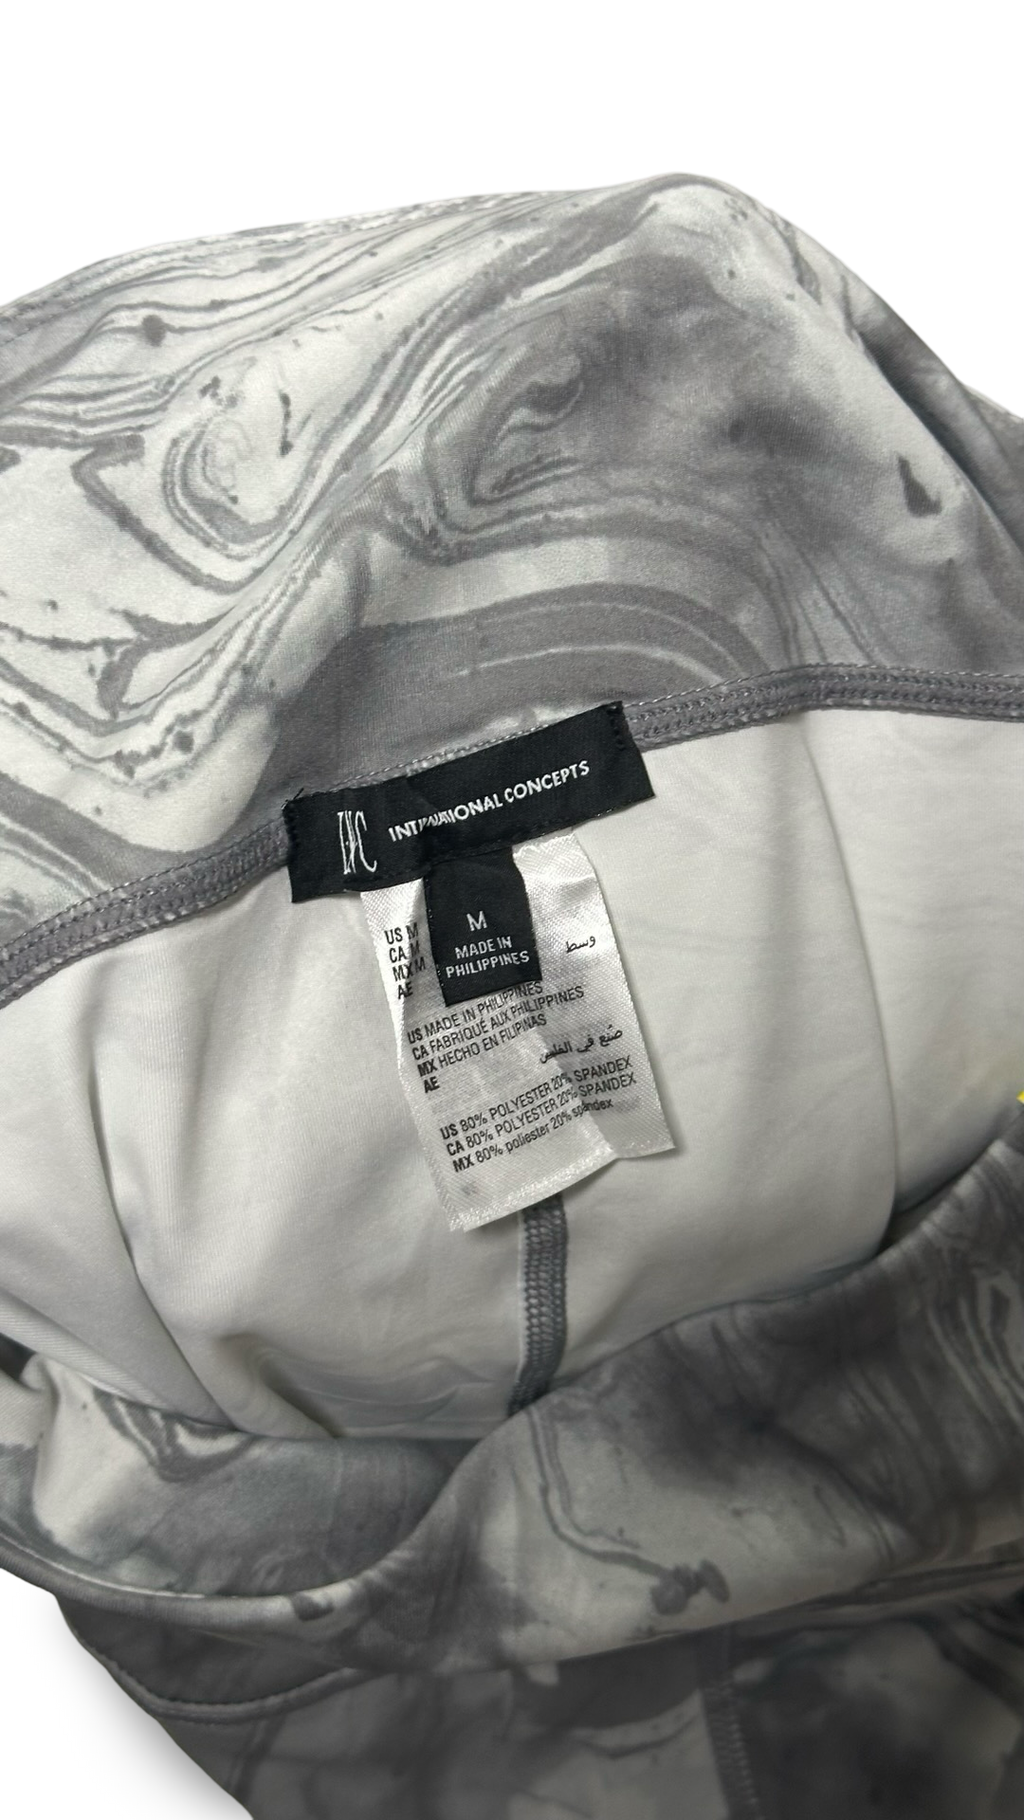 INC INTERNATIONAL CONCEPTS
M
MADE IN
PHILIPPINES
US M
CA M
MX M
AE
وسط
US MADE IN PHILIPPINES
CA FABRIQUÉ AUX PHILIPPINES
MX HECHO EN FILIPINAS
AE
صنع في الفلبين
US 80% POLYESTER 20% SPANDEX
CA 80% POLYESTER 20% SPANDEX
MX 80% poliester 20% spandex